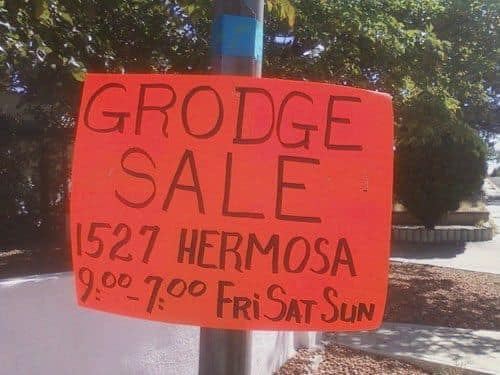 GRODGE
SALE
1527 HERMOSA
9:00-7:00 FRi SAT SUN